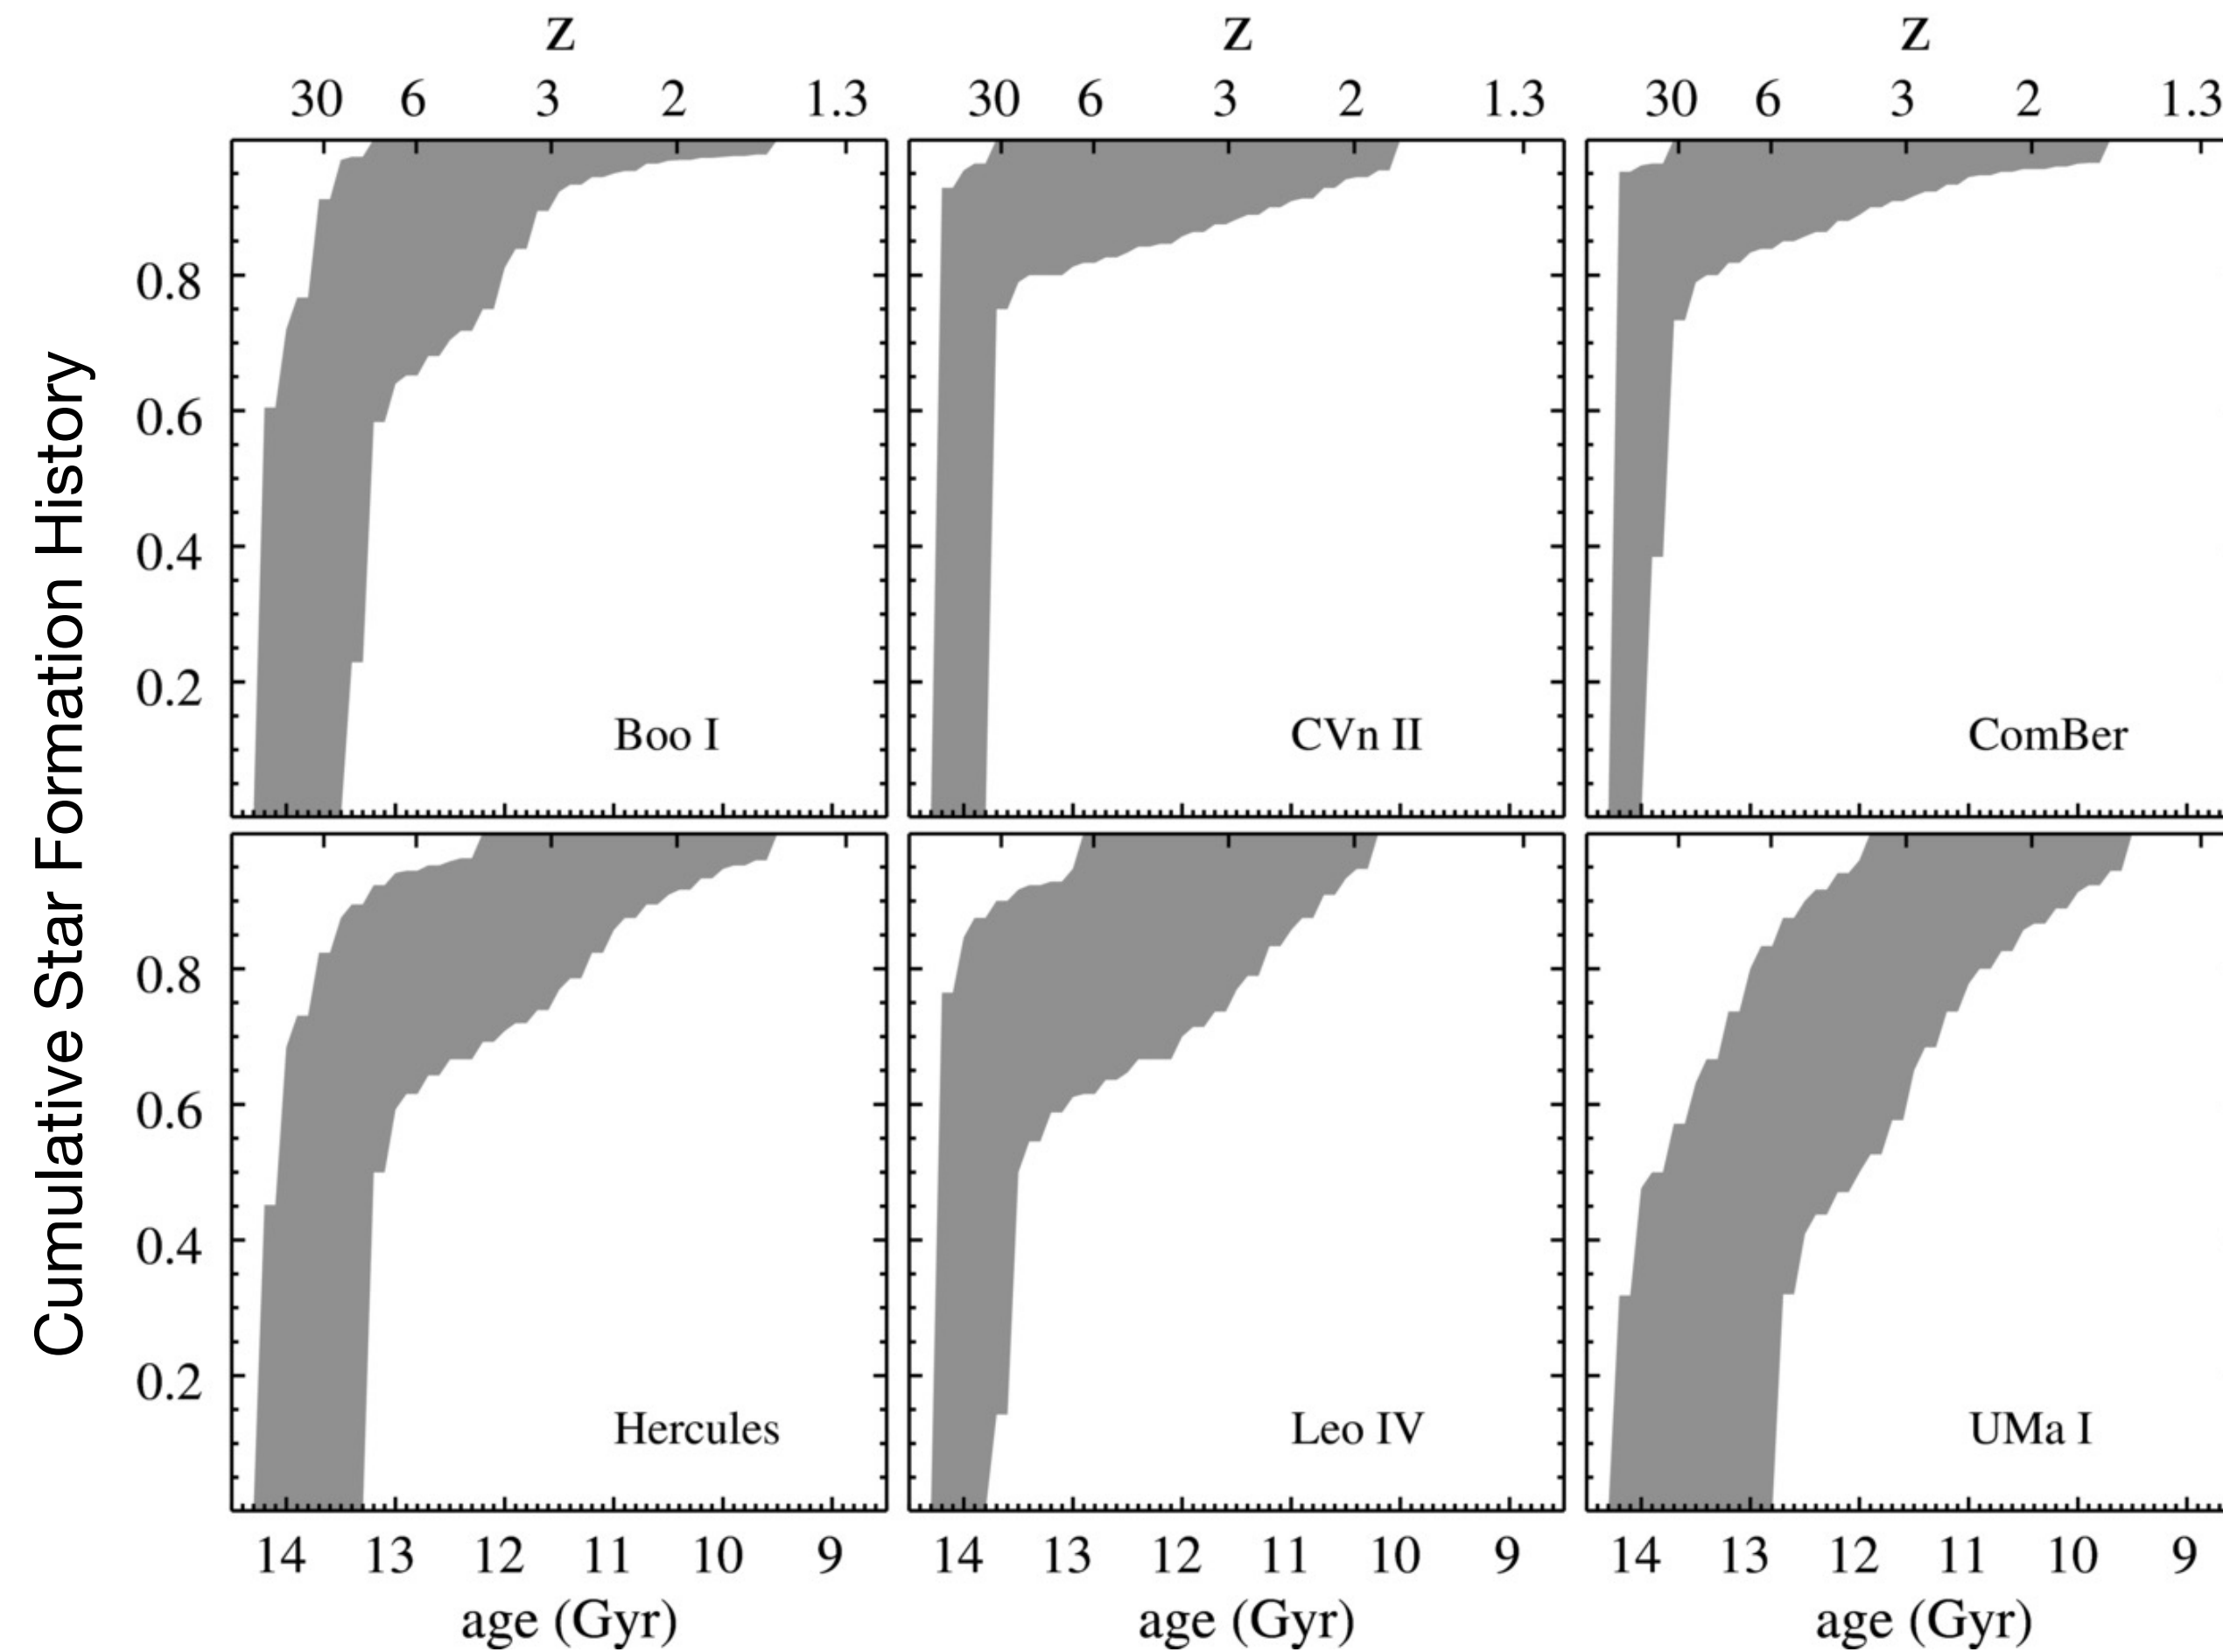 z z z
30 6 3 2 1.3 30 6 3 2 1.3 30 6 3 2 1.3
Cumulative Star Formation History
0.8
0.6
0.4
0.2
Boo I CVn II ComBer
0.8
0.6
0.4
0.2
Hercules Leo IV UMa I
14 13 12 11 10 9 14 13 12 11 10 9 14 13 12 11 10 9
age (Gyr) age (Gyr) age (Gyr)